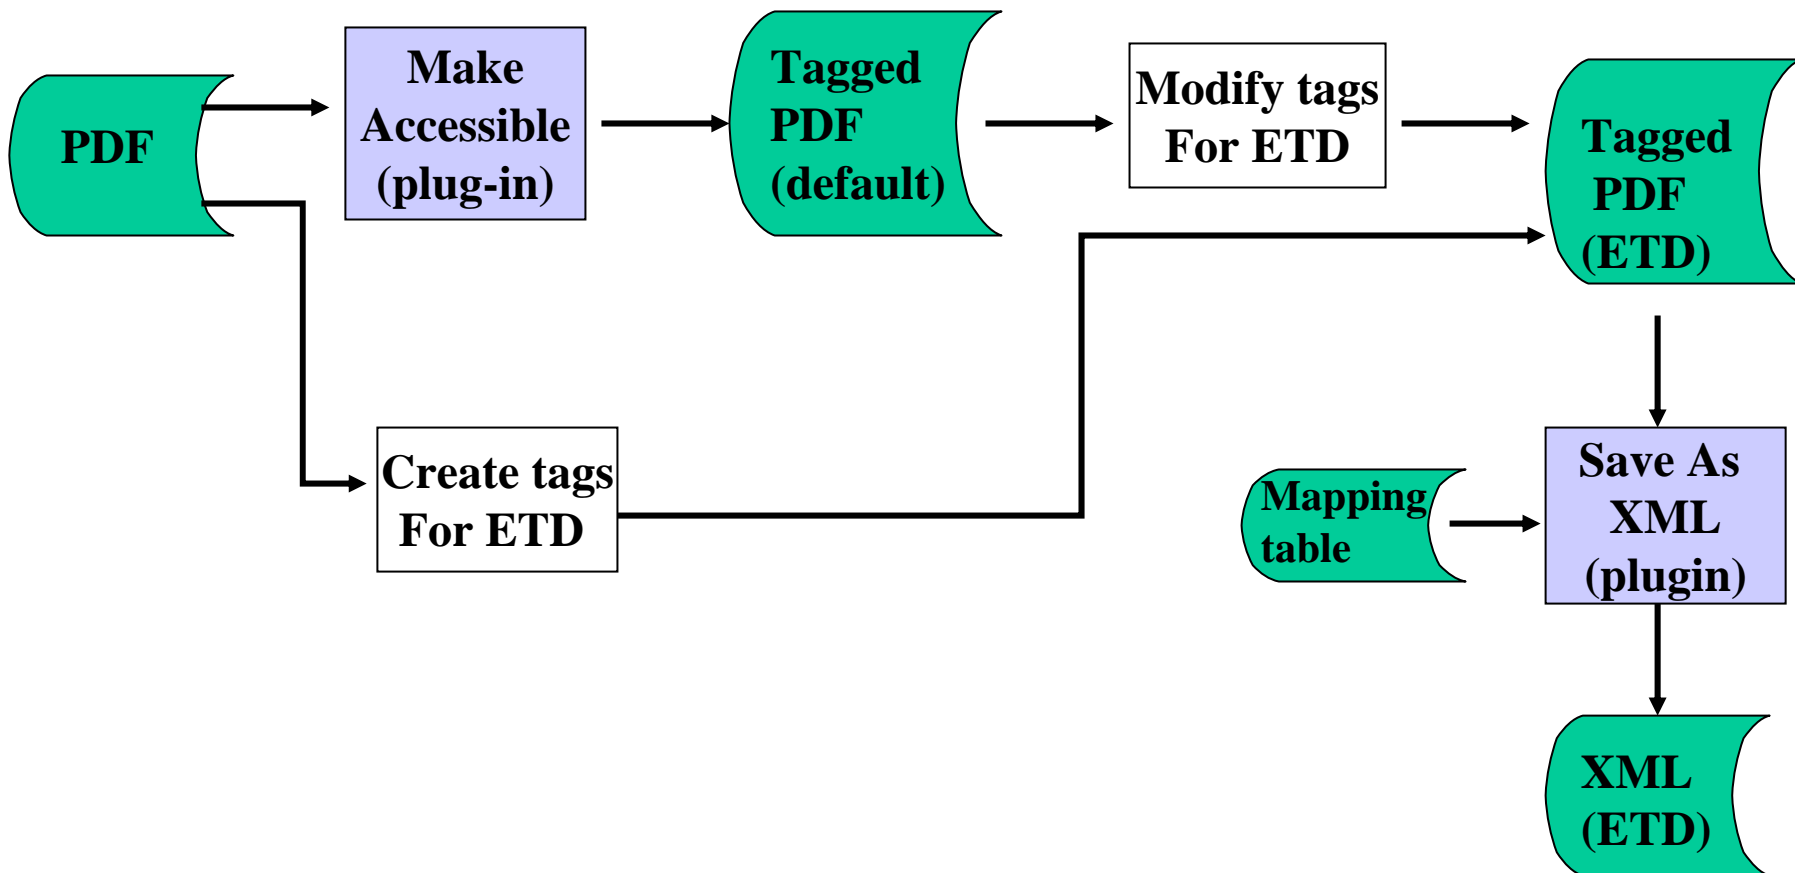 PDF
Make
Accessible
(plug-in)
Tagged
PDF
(default)
Modify tags
For ETD
Tagged
PDF
(ETD)
Create tags
For ETD
Mapping
table
Save As
XML
(plugin)
XML
(ETD)